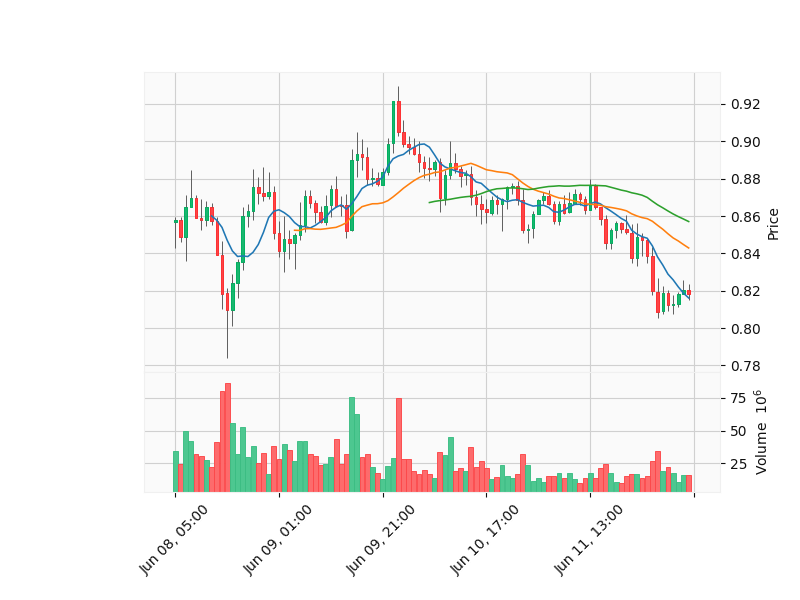 0.92
0.90
0.88
0.86
0.84
0.82
0.80
0.78
Price
75
50
25
Volume 10^6
Jun 08, 05:00
Jun 09, 01:00
Jun 09, 21:00
Jun 10, 17:00
Jun 11, 13:00